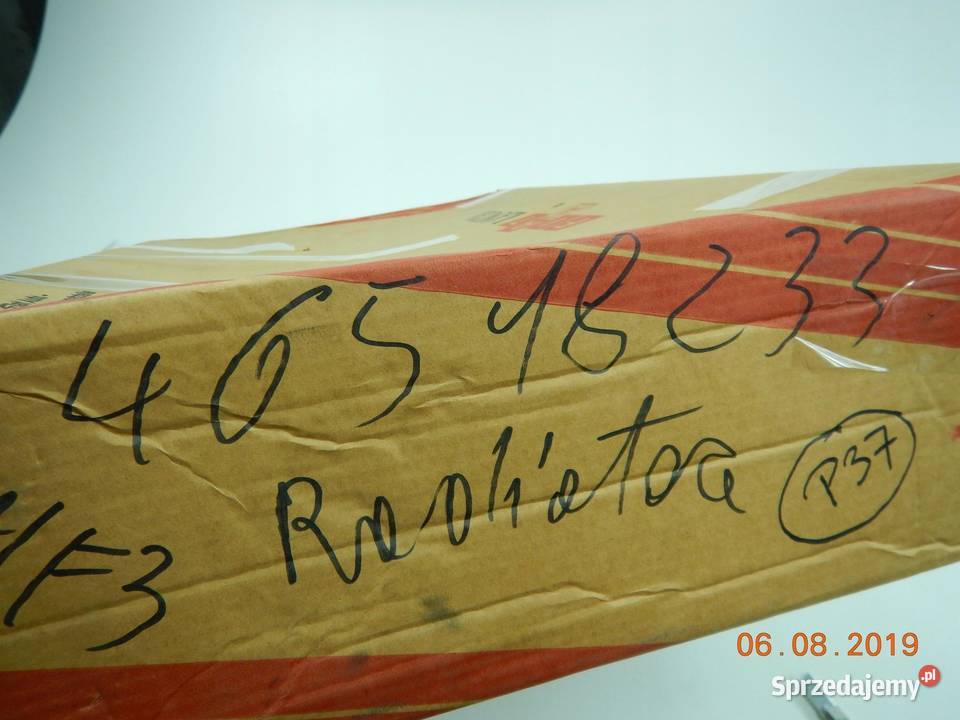 46518233
Radiator
P37
F3
06.08.2019
Sprzedajemy.pl